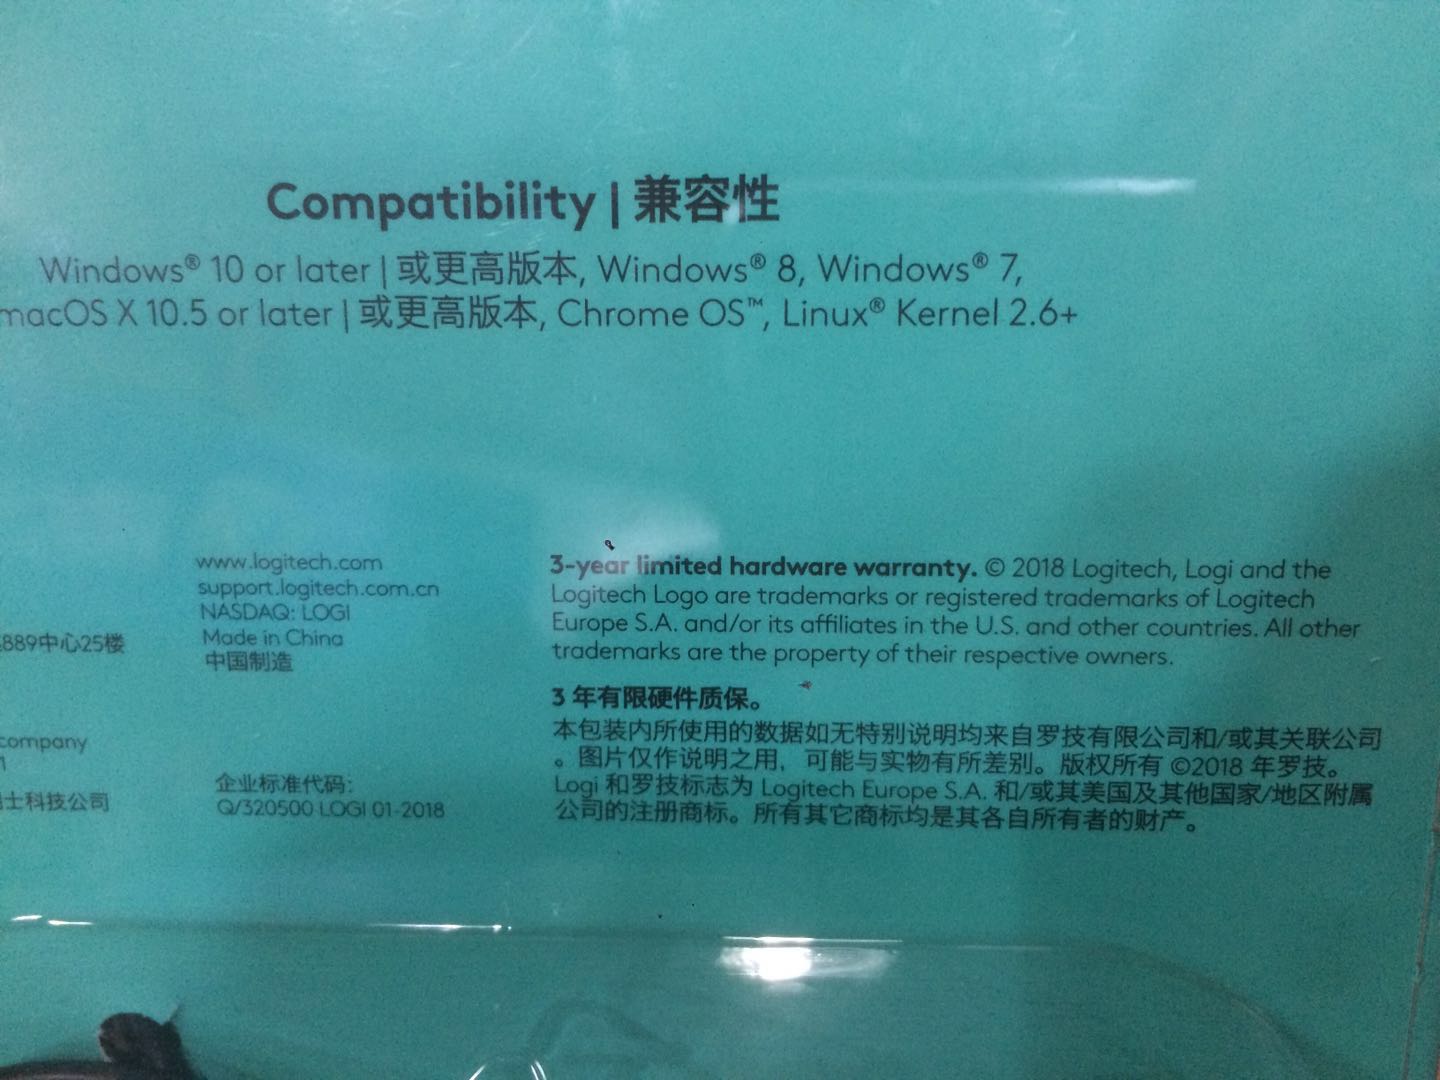 Compatibility | 兼容性
Windows® 10 or later | 或更高版本, Windows® 8, Windows® 7,
macOS X 10.5 or later | 或更高版本, Chrome OS™, Linux® Kernel 2.6+
889中心25楼
company
1
士科技公司
www.logitech.com
support.logitech.com.cn
NASDAQ: LOGI
Made in China
中国制造
企业标准代码：
Q/320500 LOGI 01-2018
3-year limited hardware warranty. © 2018 Logitech, Logi and the
Logitech Logo are trademarks or registered trademarks of Logitech
Europe S.A. and/or its affiliates in the U.S. and other countries. All other
trademarks are the property of their respective owners.
3 年有限硬件质保。
本包装内所使用的数据如无特别说明均来自罗技有限公司和/或其关联公司
。图片仅作说明之用，可能与实物有所差别。版权所有 ©2018 年罗技。
Logi 和罗技标志为 Logitech Europe S.A. 和/或其美国及其他国家/地区附属
公司的注册商标。所有其它商标均是其各自所有者的财产。